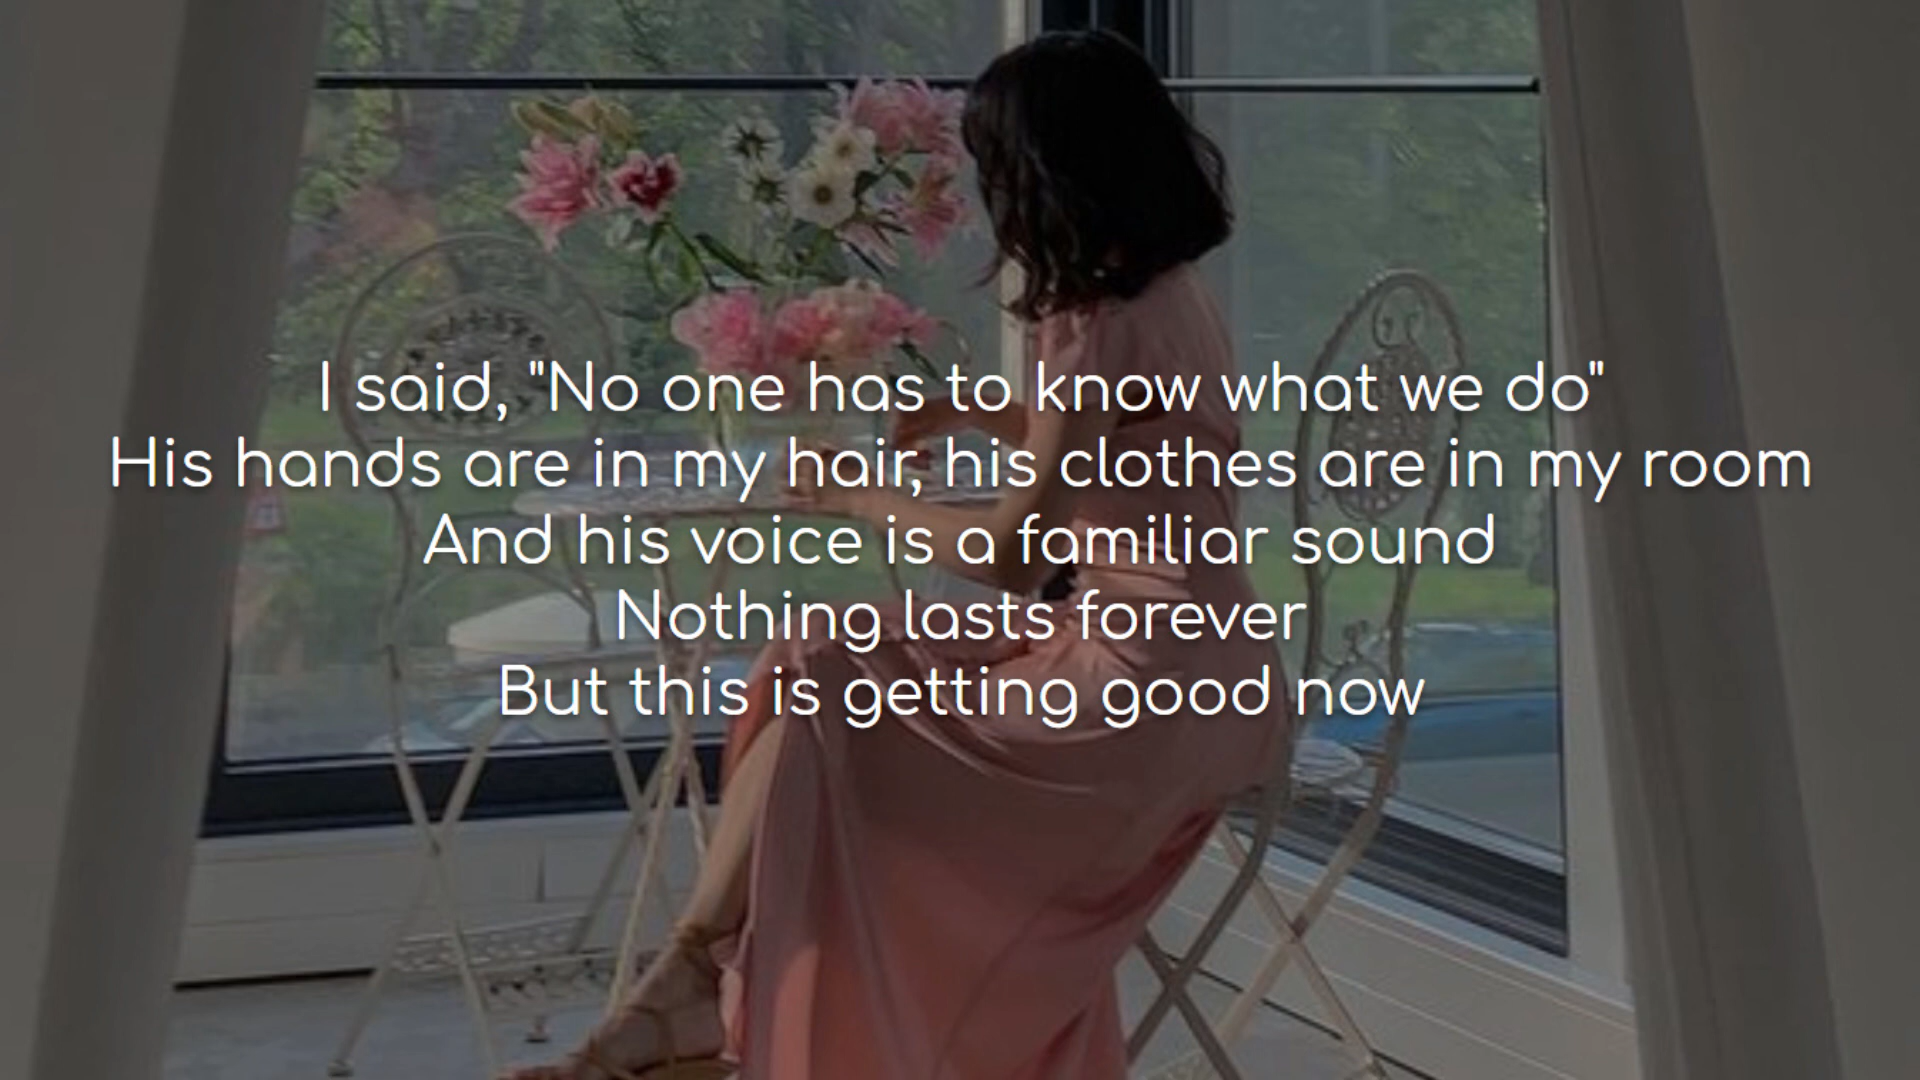 I said, "No one has to know what we do"
His hands are in my hair, his clothes are in my room
And his voice is a familiar sound
Nothing lasts forever
But this is getting good now